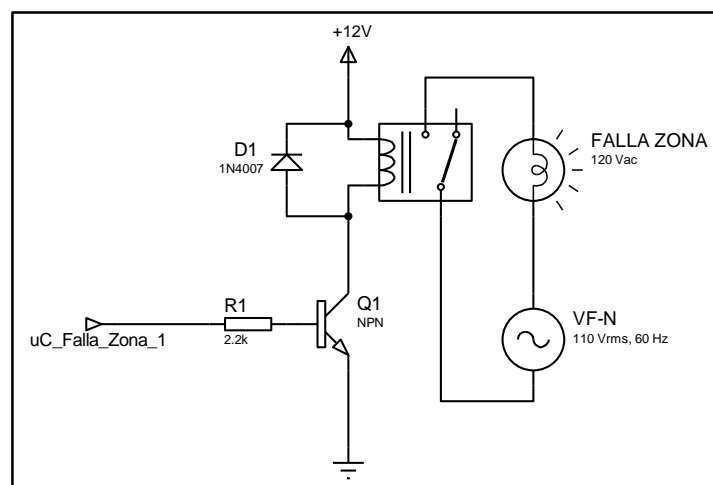 +12V
D1
1N4007
FALLA ZONA
120 Vac
R1
2.2k
Q1
NPN
uC_Falla_Zona_1
VF-N
110 Vrms, 60 Hz